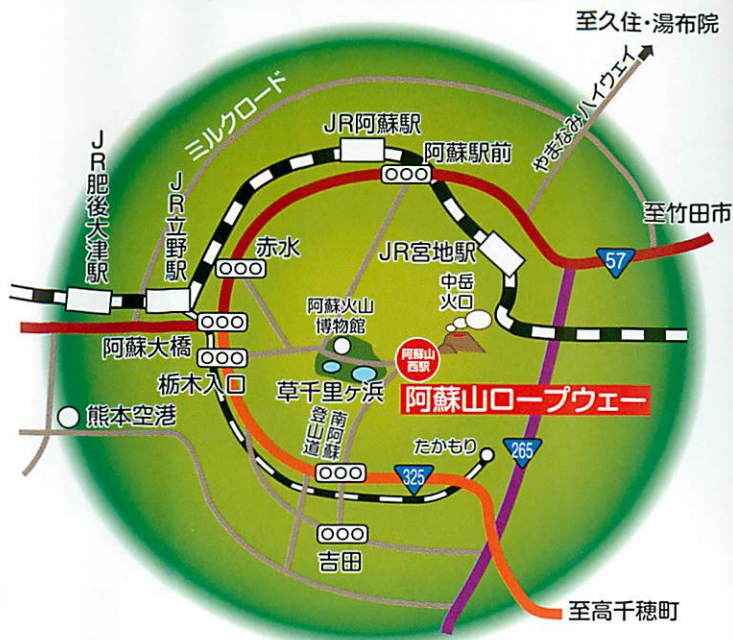 至久住・湯布院
やまなみハイウェイ
ミルクロード
JR阿蘇駅
阿蘇駅前
JR肥後大津駅
JR立野駅
至竹田市
赤水
JR宮地駅
57
中岳
火口
阿蘇火山
博物館
阿蘇大橋
阿蘇山
西駅
栃木入口
草千里ヶ浜
阿蘇山ロープウェー
熊本空港
南阿蘇
登山道
たかもり
265
325
吉田
至高千穂町